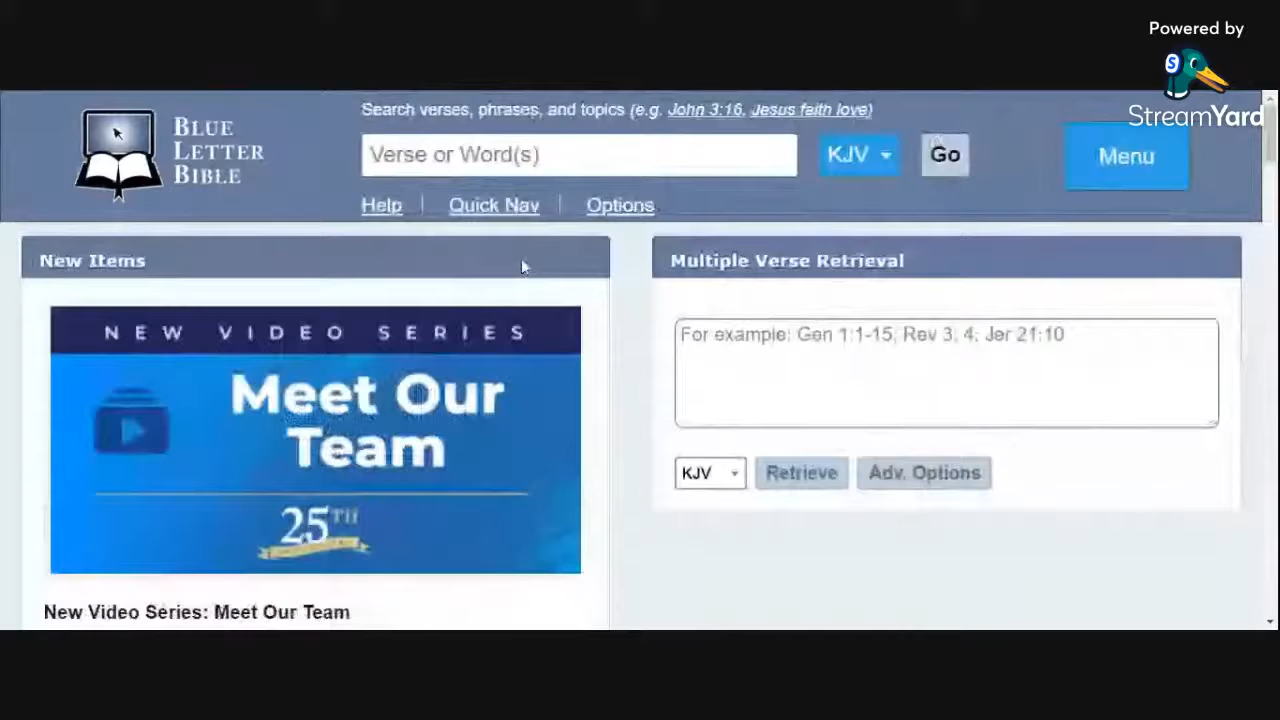 Powered by
StreamYard
Search verses, phrases, and topics (e.g. John 3:16, Jesus faith love)
BLUE
LETTER
BIBLE
Verse or Word(s)
KJV
Go
Menu
Help
Quick Nav
Options
New Items
NEW VIDEO SERIES
Meet Our
Team
25TH
New Video Series: Meet Our Team
Multiple Verse Retrieval
For example: Gen 1:1-15; Rev 3, 4; Jer 21:10
KJV
Retrieve
Adv. Options